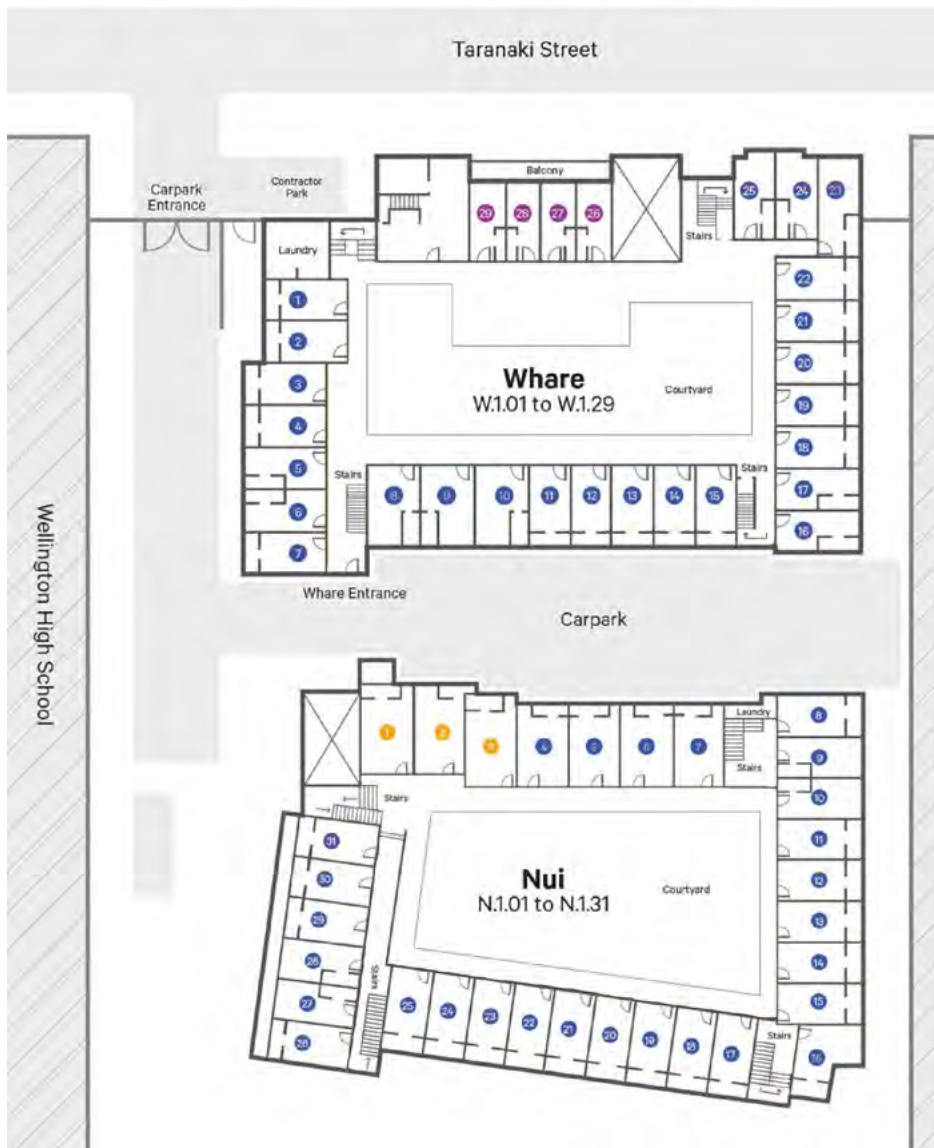 Taranaki Street
Carpark
Entrance
Contractor
Park
Balcony
29
28
27
26
25
24
23
Stairs
Laundry
1
2
3
4
5
6
7
22
21
20
19
18
17
16
Whare
W.1.01 to W.1.29
Courtyard
Stairs
8
9
10
11
12
13
14
15
Stairs
Whare Entrance
Carpark
Wellington High School
1
2
4
5
6
7
Laundry
Stairs
8
9
10
11
12
13
14
15
16
Stairs
31
30
29
28
27
Nui
N.1.01 to N.1.31
Courtyard
Stairs
25
24
23
22
21
20
19
18
17
Stairs